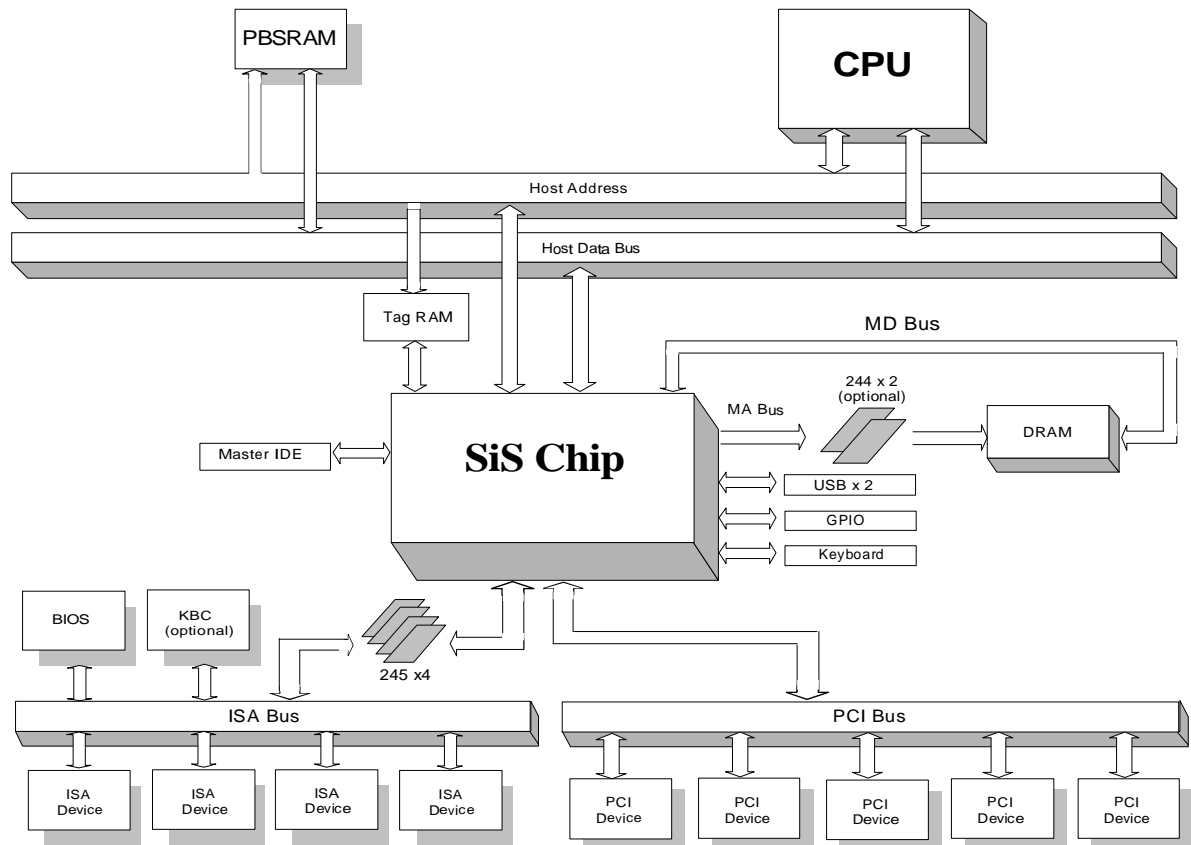 PBSRAM
CPU
Host Address
Host Data Bus
Tag RAM
MD Bus
244 x 2
(optional)
MA Bus
DRAM
Master IDE
SiS Chip
USB x 2
GPIO
Keyboard
BIOS
KBC
(optional)
245 x4
ISA Bus
PCI Bus
ISA
Device
ISA
Device
ISA
Device
ISA
Device
PCI
Device
PCI
Device
PCI
Device
PCI
Device
PCI
Device